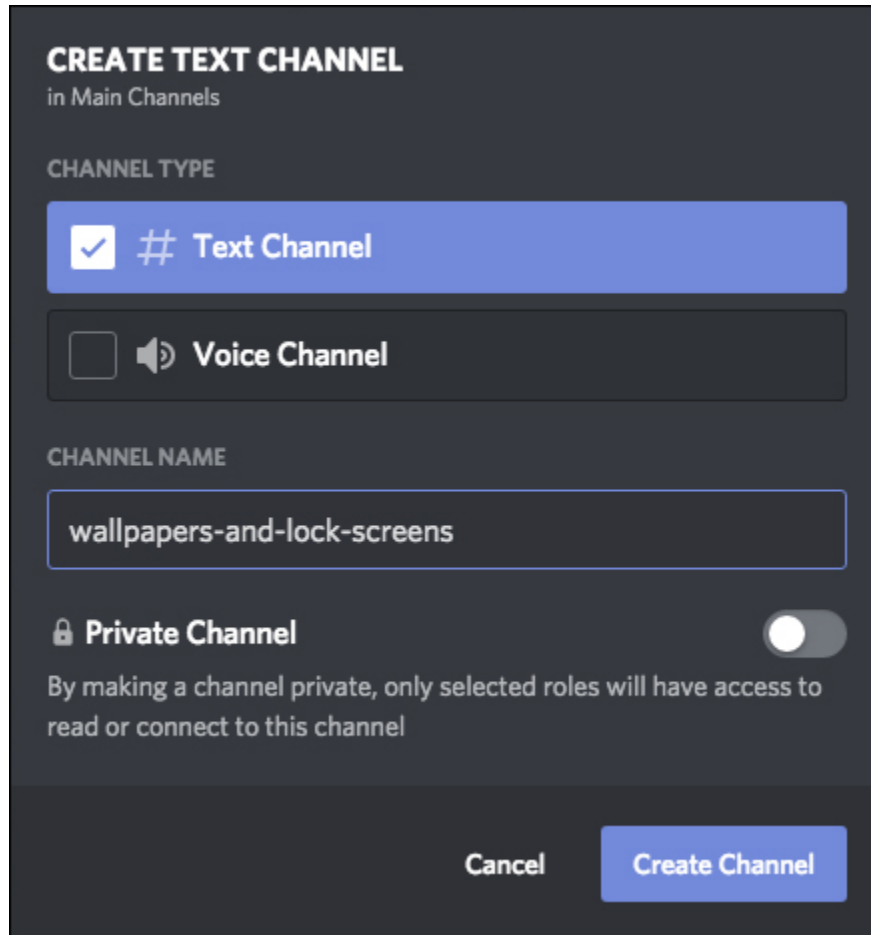 CREATE TEXT CHANNEL
in Main Channels
CHANNEL TYPE
# Text Channel
Voice Channel
CHANNEL NAME
wallpapers-and-lock-screens
Private Channel
By making a channel private, only selected roles will have access to
read or connect to this channel
Cancel
Create Channel